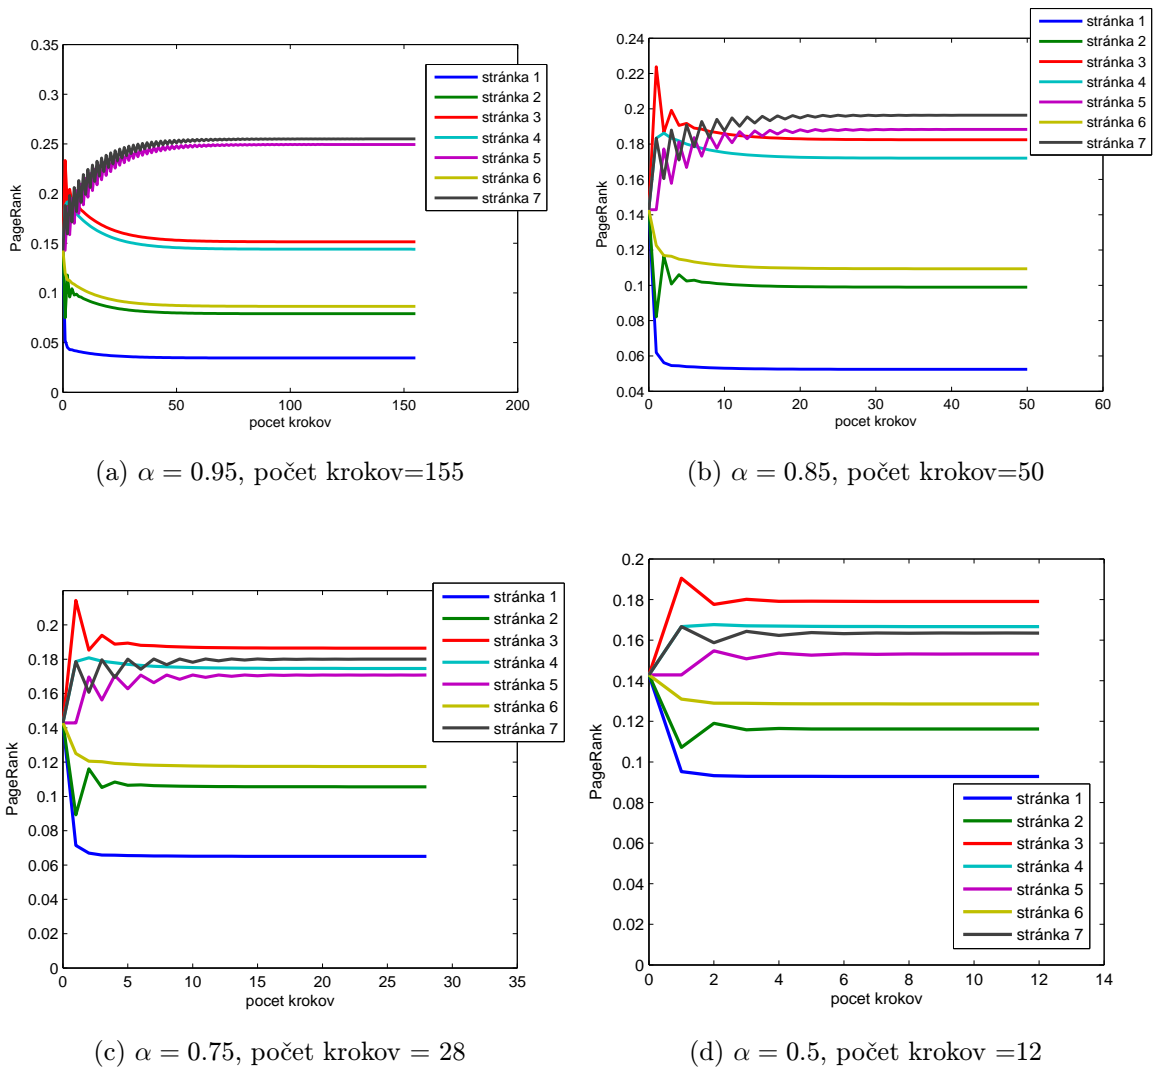 0.35
0.3
0.25
0.2
0.15
0.1
0.05
0
PageRank
0 50 100 150 200
pocet krokov
stránka 1
stránka 2
stránka 3
stránka 4
stránka 5
stránka 6
stránka 7
(a) α = 0.95, počet krokov=155
0.24
0.22
0.2
0.18
0.16
0.14
0.12
0.1
0.08
0.06
0.04
PageRank
0 10 20 30 40 50 60
pocet krokov
stránka 1
stránka 2
stránka 3
stránka 4
stránka 5
stránka 6
stránka 7
(b) α = 0.85, počet krokov=50
0.2
0.18
0.16
0.14
0.12
0.1
0.08
0.06
0.04
0.02
0
PageRank
0 5 10 15 20 25 30 35
pocet krokov
stránka 1
stránka 2
stránka 3
stránka 4
stránka 5
stránka 6
stránka 7
(c) α = 0.75, počet krokov = 28
0.2
0.18
0.16
0.14
0.12
0.1
0.08
0.06
0.04
0.02
0
PageRank
0 2 4 6 8 10 12 14
pocet krokov
stránka 1
stránka 2
stránka 3
stránka 4
stránka 5
stránka 6
stránka 7
(d) α = 0.5, počet krokov =12